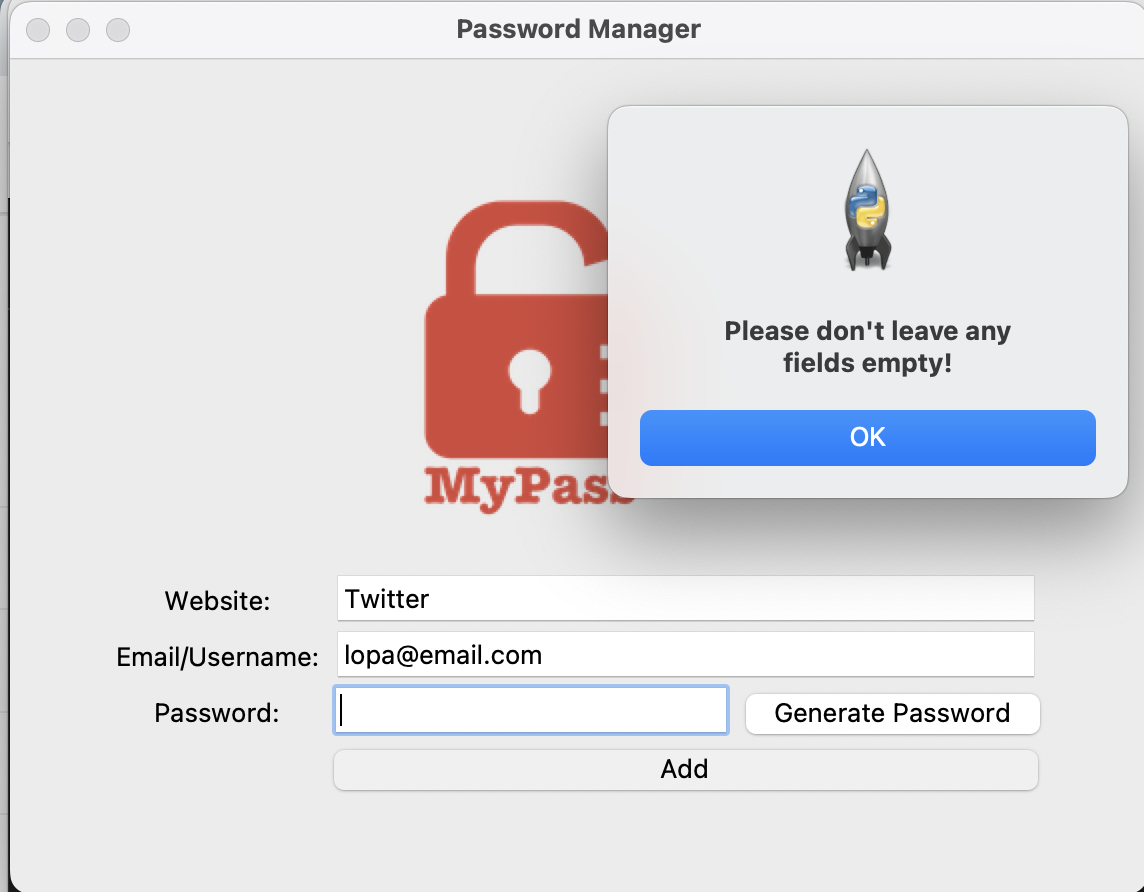 Password Manager
Please don't leave any
fields empty!
OK
MyPass
Website:
Twitter
Email/Username:
lopa@email.com
Password:
Generate Password
Add